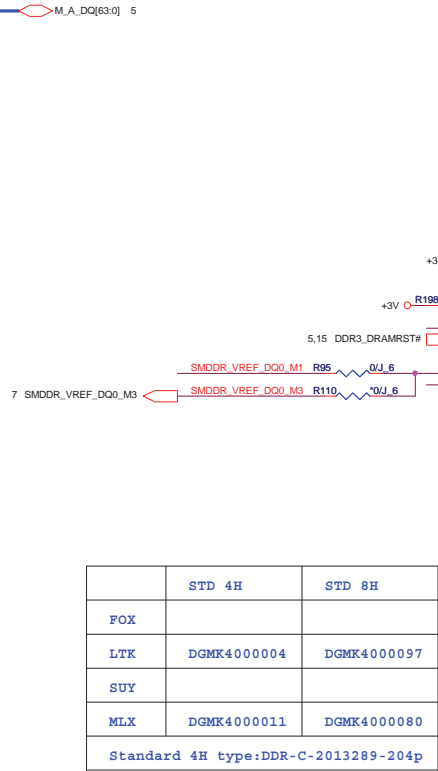 M_A_DQ[63:0] 5
+3
+3V R198
5,15 DDR3_DRAMRST#
SMDDR_VREF_DQ0_M1 R95 0/J_6
7 SMDDR_VREF_DQ0_M3 SMDDR_VREF_DQ0_M3 R110 *0/J_6
STD 4H STD 8H
FOX
LTK DGMK4000004 DGMK4000097
SUY
MLX DGMK4000011 DGMK4000080
Standard 4H type:DDR-C-2013289-204p